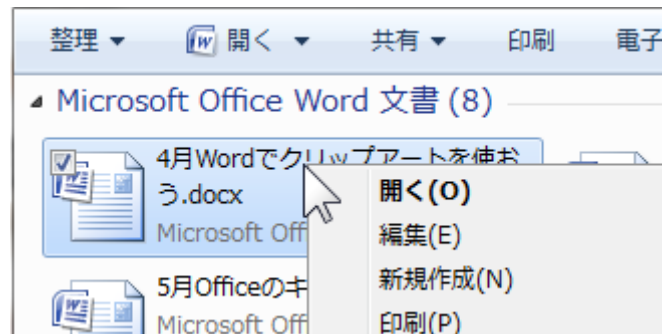 整理 開く 共有 印刷 電子
Microsoft Office Word 文書 (8)
4月Wordでクリップアートを使お
う.docx
Microsoft Off
5月Officeのキ
Microsoft Off
開く(O)
編集(E)
新規作成(N)
印刷(P)